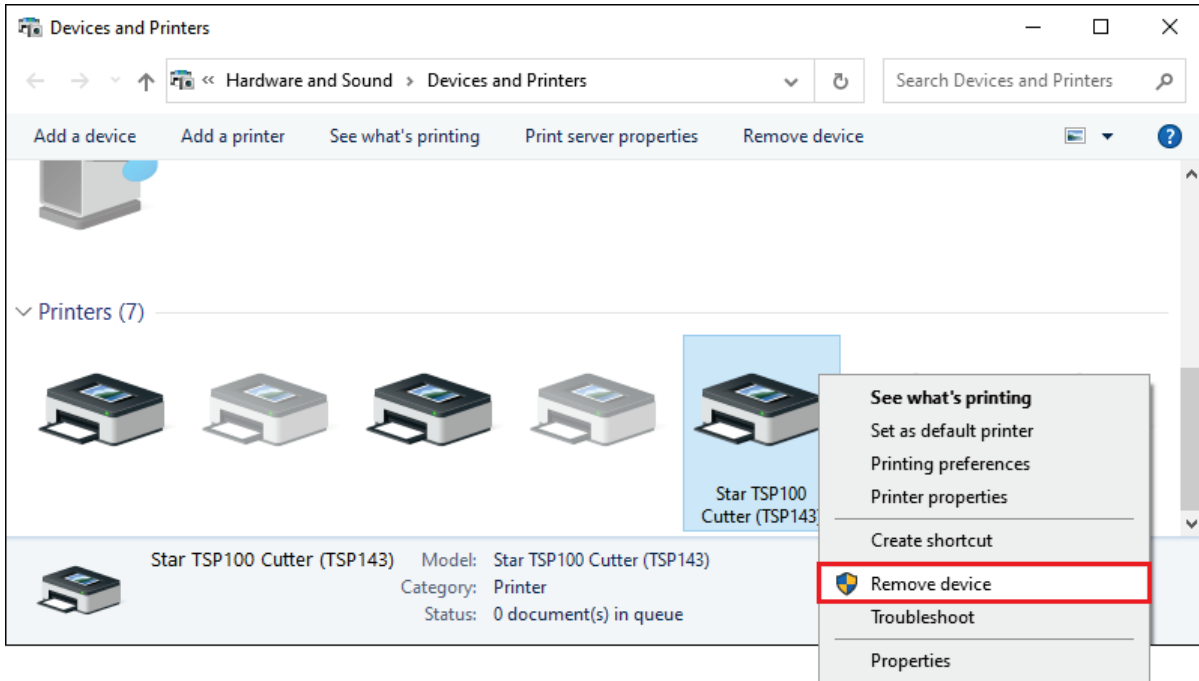 Devices and Printers
« Hardware and Sound > Devices and Printers
Search Devices and Printers
Add a device Add a printer See what's printing Print server properties Remove device
Printers (7)
Star TSP100
Cutter (TSP143)
See what's printing
Set as default printer
Printing preferences
Printer properties
Create shortcut
Remove device
Troubleshoot
Properties
Star TSP100 Cutter (TSP143) Model: Star TSP100 Cutter (TSP143)
Category: Printer
Status: 0 document(s) in queue